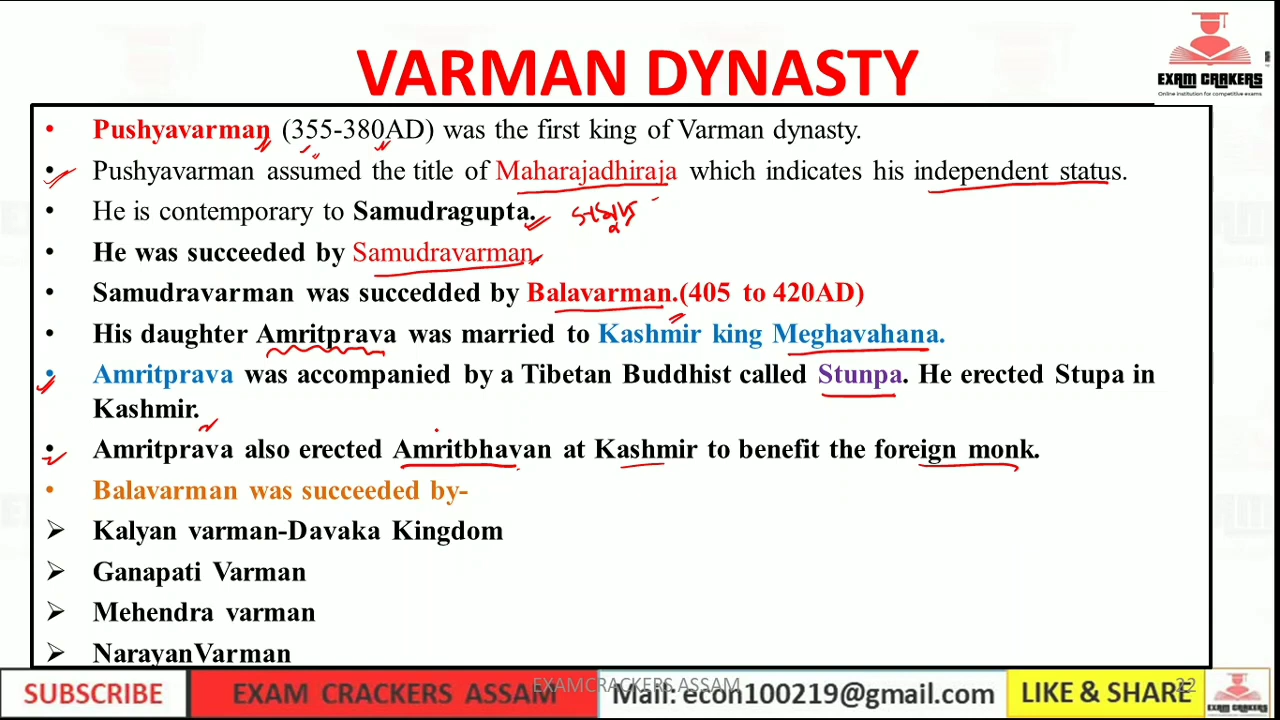 VARMAN DYNASTY
EXAM CRAKERS
Online institution for competitive exams
• Pushyavarman (355-380AD) was the first king of Varman dynasty.
• Pushyavarman assumed the title of Maharajadhiraja which indicates his independent status.
• He is contemporary to Samudragupta.
• He was succeeded by Samudravarman.
• Samudravarman was succedded by Balavarman.(405 to 420AD)
• His daughter Amritprava was married to Kashmir king Meghavahana.
• Amritprava was accompanied by a Tibetan Buddhist called Stunpa. He erected Stupa in
Kashmir.
• Amritprava also erected Amritbhavan at Kashmir to benefit the foreign monk.
• Balavarman was succeeded by-
➢ Kalyan varman-Davaka Kingdom
➢ Ganapati Varman
➢ Mehendra varman
➢ NarayanVarman
SUBSCRIBE EXAM CRACKERS ASSAM EXAMCRACKERS ASSAM Mail: econ100219@gmail.com LIKE & SHARE 22
EXAM CRAKERS